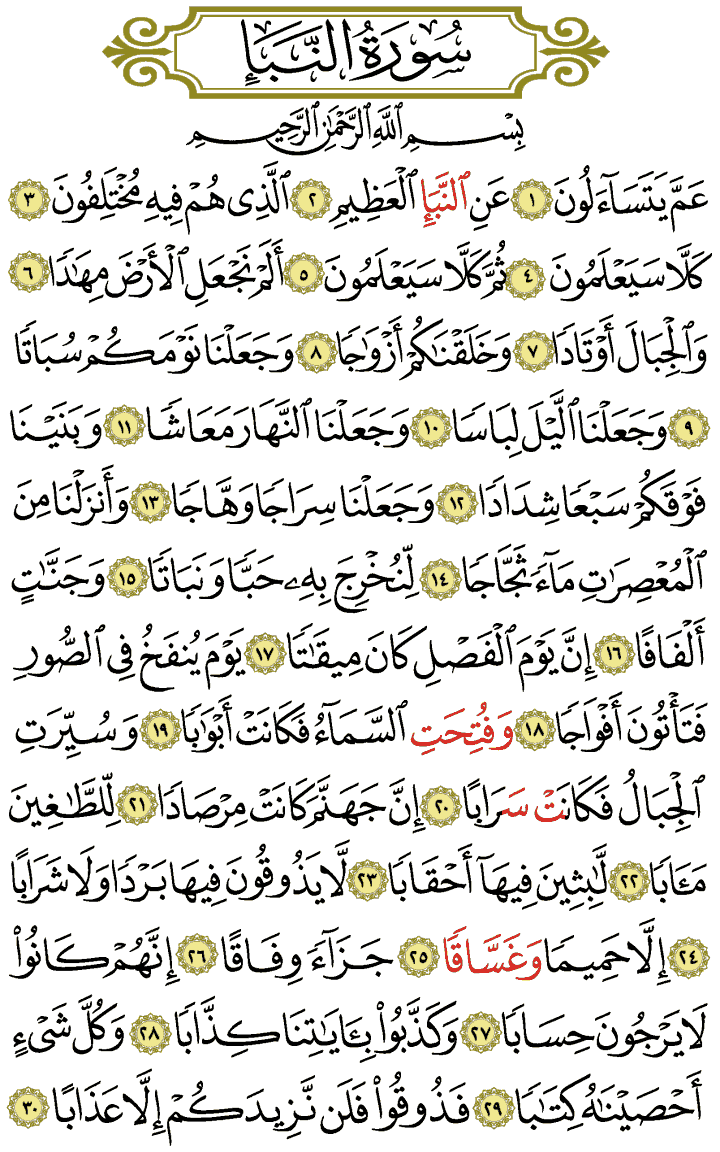 سُورَةُ النَّبَإِ
بِسْمِ ٱللَّهِ ٱلرَّحْمَٰنِ ٱلرَّحِيمِ
عَمَّ يَتَسَآءَلُونَ ١ عَنِ ٱلنَّبَإِ ٱلْعَظِيمِ ٢ ٱلَّذِى هُمْ فِيهِ مُخْتَلِفُونَ ٣
كَلَّا سَيَعْلَمُونَ ٤ ثُمَّ كَلَّا سَيَعْلَمُونَ ٥ أَلَمْ نَجْعَلِ ٱلْأَرْضَ مِهَٰدًا ٦
وَٱلْجِبَالَ أَوْتَادًا ٧ وَخَلَقْنَٰكُمْ أَزْوَٰجًا ٨ وَجَعَلْنَا نَوْمَكُمْ سُبَاتًا
٩ وَجَعَلْنَا ٱلَّيْلَ لِبَاسًا ١٠ وَجَعَلْنَا ٱلنَّهَارَ مَعَاشًا ١١ وَبَنَيْنَا
فَوْقَكُمْ سَبْعًا شِدَادًا ١٢ وَجَعَلْنَا سِرَاجًا وَهَّاجًا ١٣ وَأَنزَلْنَا مِنَ
ٱلْمُعْصِرَٰتِ مَآءً ثَجَّاجًا ١٤ لِّنُخْرِجَ بِهِۦ حَبًّا وَنَبَاتًا ١٥ وَجَنَّٰتٍ
أَلْفَافًا ١٦ إِنَّ يَوْمَ ٱلْفَصْلِ كَانَ مِيقَٰتًا ١٧ يَوْمَ يُنفَخُ فِى ٱلصُّورِ
فَتَأْتُونَ أَفْوَاجًا ١٨ وَفُتِحَتِ ٱلسَّمَآءُ فَكَانَتْ أَبْوَٰبًا ١٩ وَسُيِّرَتِ
ٱلْجِبَالُ فَكَانَتْ سَرَابًا ٢٠ إِنَّ جَهَنَّمَ كَانَتْ مِرْصَادًا ٢١ لِّلطَّٰغِينَ
مَـَٔابًا ٢٢ لَّٰبِثِينَ فِيهَآ أَحْقَابًا ٢٣ لَّا يَذُوقُونَ فِيهَا بَرْدًا وَلَا شَرَابًا
٢٤ إِلَّا حَمِيمًا وَغَسَّاقًا ٢٥ جَزَآءً وِفَاقًا ٢٦ إِنَّهُمْ كَانُوا۟
لَا يَرْجُونَ حِسَابًا ٢٧ وَكَذَّبُوا۟ بِـَٔايَٰتِنَا كِذَّابًا ٢٨ وَكُلَّ شَىْءٍ
أَحْصَيْنَٰهُ كِتَٰبًا ٢٩ فَذُوقُوا۟ فَلَن نَّزِيدَكُمْ إِلَّا عَذَابًا ٣٠